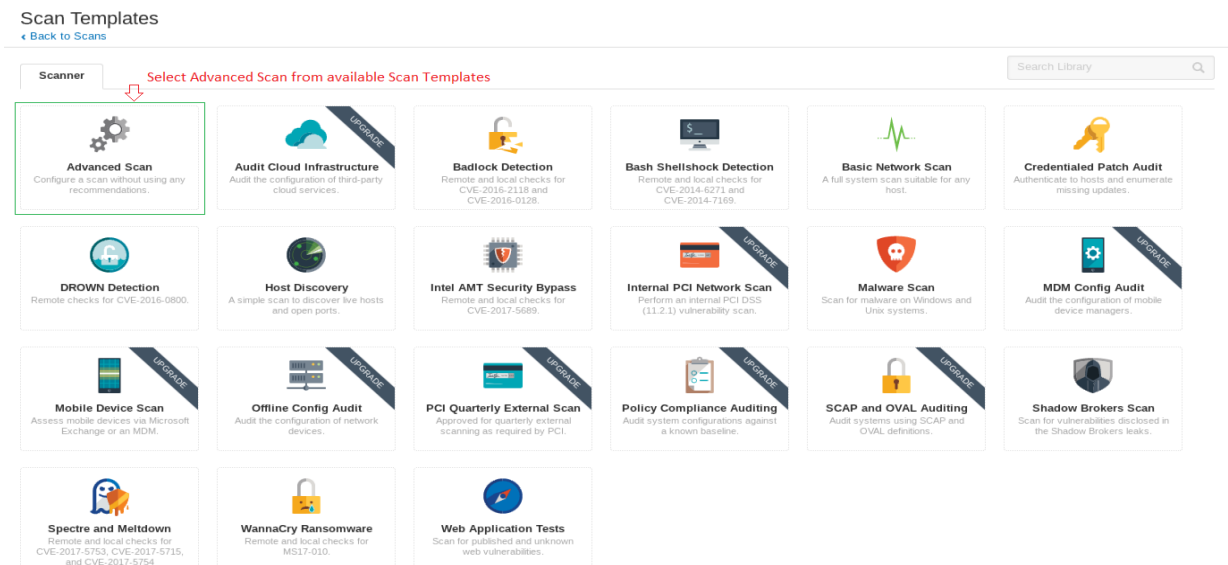 Scan Templates
‹ Back to Scans
Scanner
Select Advanced Scan from available Scan Templates
Search Library
Advanced Scan
Configure a scan without using any
recommendations.
UPGRADE
Audit Cloud Infrastructure
Audit the configuration of third-party
cloud services.
Badlock Detection
Remote and local checks for
CVE-2016-2118 and
CVE-2016-0128.
$_
Bash Shellshock Detection
Remote and local checks for
CVE-2014-6271 and
CVE-2014-7169.
Basic Network Scan
A full system scan suitable for any
host.
Credentialed Patch Audit
Authenticate to hosts and enumerate
missing updates.
DROWN Detection
Remote checks for CVE-2016-0800.
Host Discovery
A simple scan to discover live hosts
and open ports.
Intel AMT Security Bypass
Remote and local checks for
CVE-2017-5689.
UPGRADE
Internal PCI Network Scan
Perform an internal PCI DSS
(11.2.1) vulnerability scan.
Malware Scan
Scan for malware on Windows and
Unix systems.
UPGRADE
MDM Config Audit
Audit the configuration of mobile
device managers.
UPGRADE
Mobile Device Scan
Assess mobile devices via Microsoft
Exchange or an MDM.
UPGRADE
Offline Config Audit
Audit the configuration of network
devices.
UPGRADE
PCI Quarterly External Scan
Approved for quarterly external
scanning as required by PCI.
UPGRADE
Policy Compliance Auditing
Audit system configurations against
a known baseline.
UPGRADE
SCAP and OVAL Auditing
Audit systems using SCAP and
OVAL definitions.
Shadow Brokers Scan
Scan for vulnerabilities disclosed in
the Shadow Brokers leaks.
Spectre and Meltdown
Remote and local checks for
CVE-2017-5753, CVE-2017-5715,
and CVE-2017-5754
WannaCry Ransomware
Remote and local checks for
MS17-010.
Web Application Tests
Scan for published and unknown
web vulnerabilities.